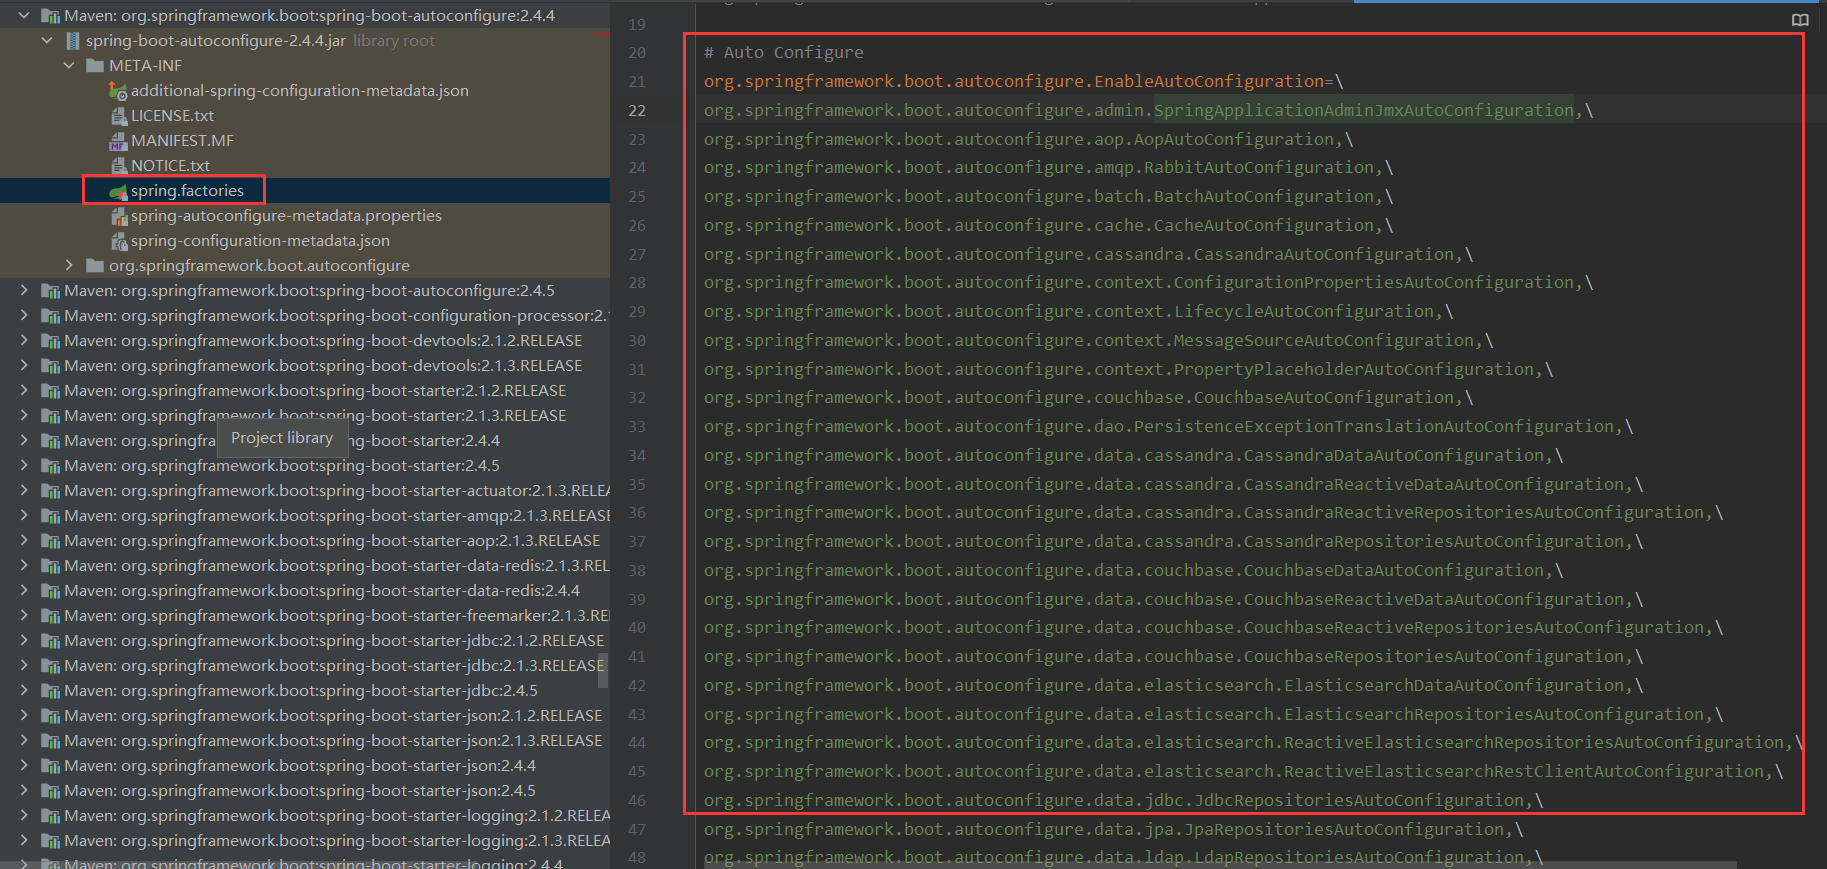 Maven: org.springframework.boot:spring-boot-autoconfigure:2.4.4
spring-boot-autoconfigure-2.4.4.jar library root
META-INF
additional-spring-configuration-metadata.json
LICENSE.txt
MANIFEST.MF
NOTICE.txt
spring.factories
spring-autoconfigure-metadata.properties
spring-configuration-metadata.json
org.springframework.boot.autoconfigure
Maven: org.springframework.boot:spring-boot-autoconfigure:2.4.5
Maven: org.springframework.boot:spring-boot-configuration-processor:2.1
Maven: org.springframework.boot:spring-boot-devtools:2.1.2.RELEASE
Maven: org.springframework.boot:spring-boot-devtools:2.1.3.RELEASE
Maven: org.springframework.boot:spring-boot-starter:2.1.2.RELEASE
Maven: org.springframework.boot:spring-boot-starter:2.1.3.RELEASE
Maven: org.springfra k.boot:spring-boot-starter:2.4.4
Project library
Maven: org.springframework.boot:spring-boot-starter:2.4.5
Maven: org.springframework.boot:spring-boot-starter-actuator:2.1.3.RELEA
Maven: org.springframework.boot:spring-boot-starter-amqp:2.1.3.RELEASE
Maven: org.springframework.boot:spring-boot-starter-aop:2.1.3.RELEASE
Maven: org.springframework.boot:spring-boot-starter-data-redis:2.1.3.REL
Maven: org.springframework.boot:spring-boot-starter-data-redis:2.4.4
Maven: org.springframework.boot:spring-boot-starter-freemarker:2.1.3.RE
Maven: org.springframework.boot:spring-boot-starter-jdbc:2.1.2.RELEASE
Maven: org.springframework.boot:spring-boot-starter-jdbc:2.1.3.RELEASE
Maven: org.springframework.boot:spring-boot-starter-jdbc:2.4.5
Maven: org.springframework.boot:spring-boot-starter-json:2.1.2.RELEASE
Maven: org.springframework.boot:spring-boot-starter-json:2.1.3.RELEASE
Maven: org.springframework.boot:spring-boot-starter-json:2.4.4
Maven: org.springframework.boot:spring-boot-starter-json:2.4.5
Maven: org.springframework.boot:spring-boot-starter-logging:2.1.2.RELEA
Maven: org.springframework.boot:spring-boot-starter-logging:2.1.3.RELEA
Maven: org.springframework.boot:spring-boot-starter-logging:2.4.4
19
20 # Auto Configure
21 org.springframework.boot.autoconfigure.EnableAutoConfiguration=\
22 org.springframework.boot.autoconfigure.admin.SpringApplicationAdminJmxAutoConfiguration,\
23 org.springframework.boot.autoconfigure.aop.AopAutoConfiguration,\
24 org.springframework.boot.autoconfigure.amqp.RabbitAutoConfiguration,\
25 org.springframework.boot.autoconfigure.batch.BatchAutoConfiguration,\
26 org.springframework.boot.autoconfigure.cache.CacheAutoConfiguration,\
27 org.springframework.boot.autoconfigure.cassandra.CassandraAutoConfiguration,\
28 org.springframework.boot.autoconfigure.context.ConfigurationPropertiesAutoConfiguration,\
29 org.springframework.boot.autoconfigure.context.LifecycleAutoConfiguration,\
30 org.springframework.boot.autoconfigure.context.MessageSourceAutoConfiguration,\
31 org.springframework.boot.autoconfigure.context.PropertyPlaceholderAutoConfiguration,\
32 org.springframework.boot.autoconfigure.couchbase.CouchbaseAutoConfiguration,\
33 org.springframework.boot.autoconfigure.dao.PersistenceExceptionTranslationAutoConfiguration,\
34 org.springframework.boot.autoconfigure.data.cassandra.CassandraDataAutoConfiguration,\
35 org.springframework.boot.autoconfigure.data.cassandra.CassandraReactiveDataAutoConfiguration,\
36 org.springframework.boot.autoconfigure.data.cassandra.CassandraReactiveRepositoriesAutoConfiguration,\
37 org.springframework.boot.autoconfigure.data.cassandra.CassandraRepositoriesAutoConfiguration,\
38 org.springframework.boot.autoconfigure.data.couchbase.CouchbaseDataAutoConfiguration,\
39 org.springframework.boot.autoconfigure.data.couchbase.CouchbaseReactiveDataAutoConfiguration,\
40 org.springframework.boot.autoconfigure.data.couchbase.CouchbaseReactiveRepositoriesAutoConfiguration,\
41 org.springframework.boot.autoconfigure.data.couchbase.CouchbaseRepositoriesAutoConfiguration,\
42 org.springframework.boot.autoconfigure.data.elasticsearch.ElasticsearchDataAutoConfiguration,\
43 org.springframework.boot.autoconfigure.data.elasticsearch.ElasticsearchRepositoriesAutoConfiguration,\
44 org.springframework.boot.autoconfigure.data.elasticsearch.ReactiveElasticsearchRepositoriesAutoConfiguration,\
45 org.springframework.boot.autoconfigure.data.elasticsearch.ReactiveElasticsearchRestClientAutoConfiguration,\
46 org.springframework.boot.autoconfigure.data.jdbc.JdbcRepositoriesAutoConfiguration,\
47 org.springframework.boot.autoconfigure.data.jpa.JpaRepositoriesAutoConfiguration,\
48 org.springframework.boot.autoconfigure.data.ldap.LdapRepositoriesAutoConfiguration,\